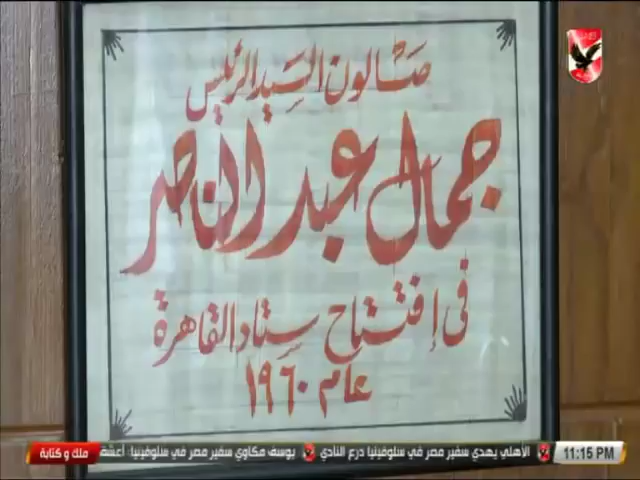 صالون السيد الرئيس
جمال عبد الناصر
فى إفتتاح ستاد القاهرة
عام ١٩٦٠
11:15 PM
الأهلي يهدي سفير مصر في سلوفينيا درع النادي
يوسف مكاوي سفير مصر في سلوفينيا: أعشق
ملك و كتابة